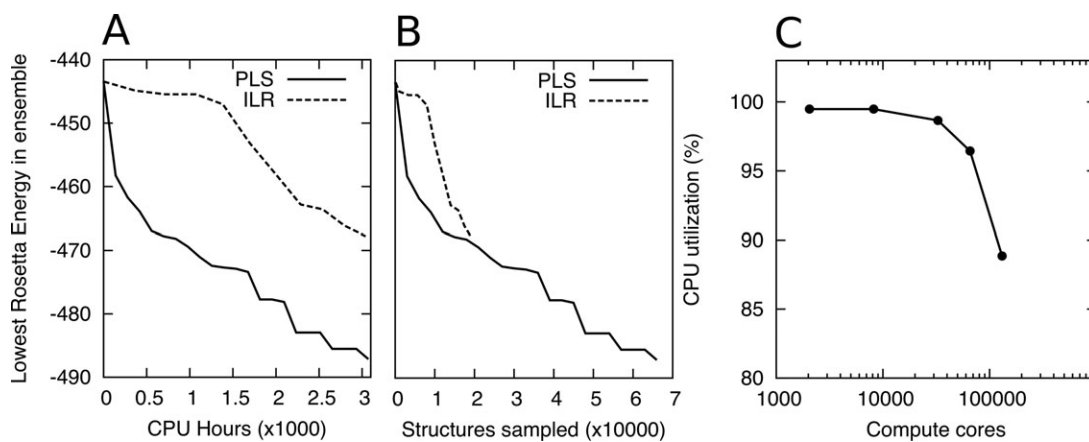 A
B
C
Lowest Rosetta Energy in ensemble
-440
-450
-460
-470
-480
-490
PLS
ILR
0 0.5 1 1.5 2 2.5 3
CPU Hours (x1000)
PLS
ILR
0 1 2 3 4 5 6 7
Structures sampled (x10000)
CPU utilization (%)
100
95
90
85
80
1000 10000 100000
Compute cores